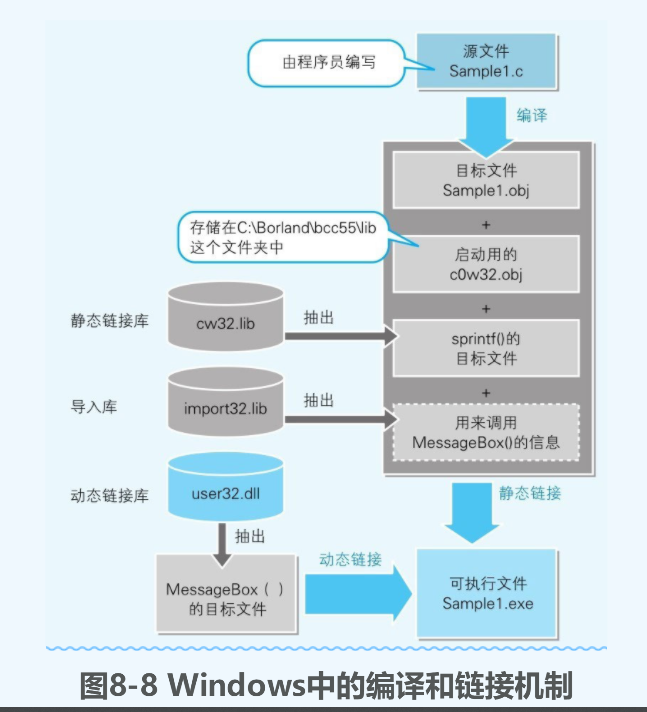 由程序员编写
源文件
Sample1.c
编译
目标文件
Sample1.obj
+
存储在C:\Borland\bcc55\lib
这个文件夹中
启动用的
c0w32.obj
+
静态链接库
cw32.lib
抽出
sprintf()的
目标文件
+
导入库
import32.lib
抽出
用来调用
MessageBox()的信息
动态链接库
user32.dll
静态链接
抽出
MessageBox（ ）
的目标文件
动态链接
可执行文件
Sample1.exe
图8-8 Windows中的编译和链接机制